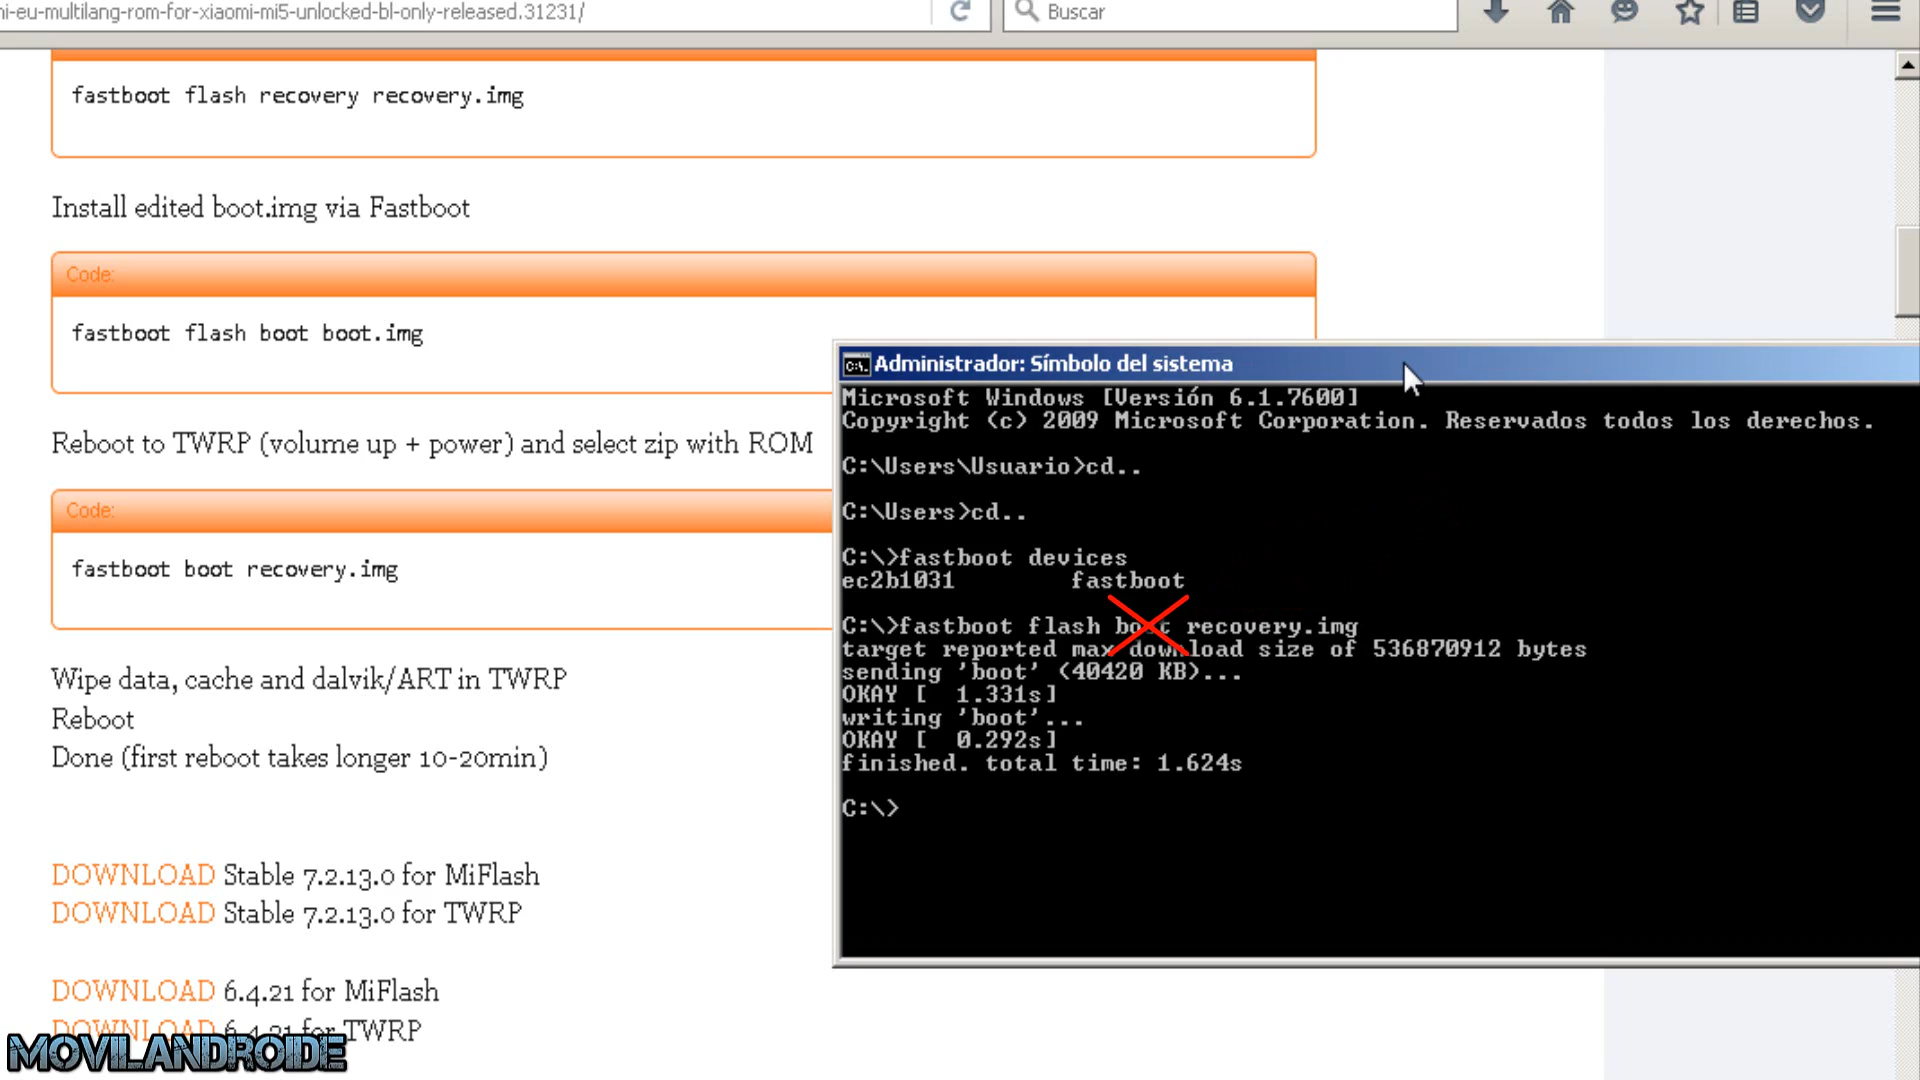 ni-eu-multilang-rom-for-xiaomi-mi5-unlocked-bl-only-released.31231/
Buscar
fastboot flash recovery recovery.img
Install edited boot.img via Fastboot
Code:
fastboot flash boot boot.img
Reboot to TWRP (volume up + power) and select zip with ROM
Code:
fastboot boot recovery.img
Wipe data, cache and dalvik/ART in TWRP
Reboot
Done (first reboot takes longer 10-20min)
DOWNLOAD Stable 7.2.13.0 for MiFlash
DOWNLOAD Stable 7.2.13.0 for TWRP
DOWNLOAD 6.4.21 for MiFlash
DOWNLOAD 6.4.21 for TWRP
MOVILANDROIDE
Administrador: Símbolo del sistema
Microsoft Windows [Versión 6.1.7600]
Copyright (c) 2009 Microsoft Corporation. Reservados todos los derechos.
C:\Users\Usuario>cd..
C:\Users>cd..
C:\>fastboot devices
ec2b1031 fastboot
C:\>fastboot flash boot recovery.img
target reported max download size of 536870912 bytes
sending 'boot' (40420 KB)...
OKAY [ 1.331s]
writing 'boot'...
OKAY [ 0.292s]
finished. total time: 1.624s
C:\>